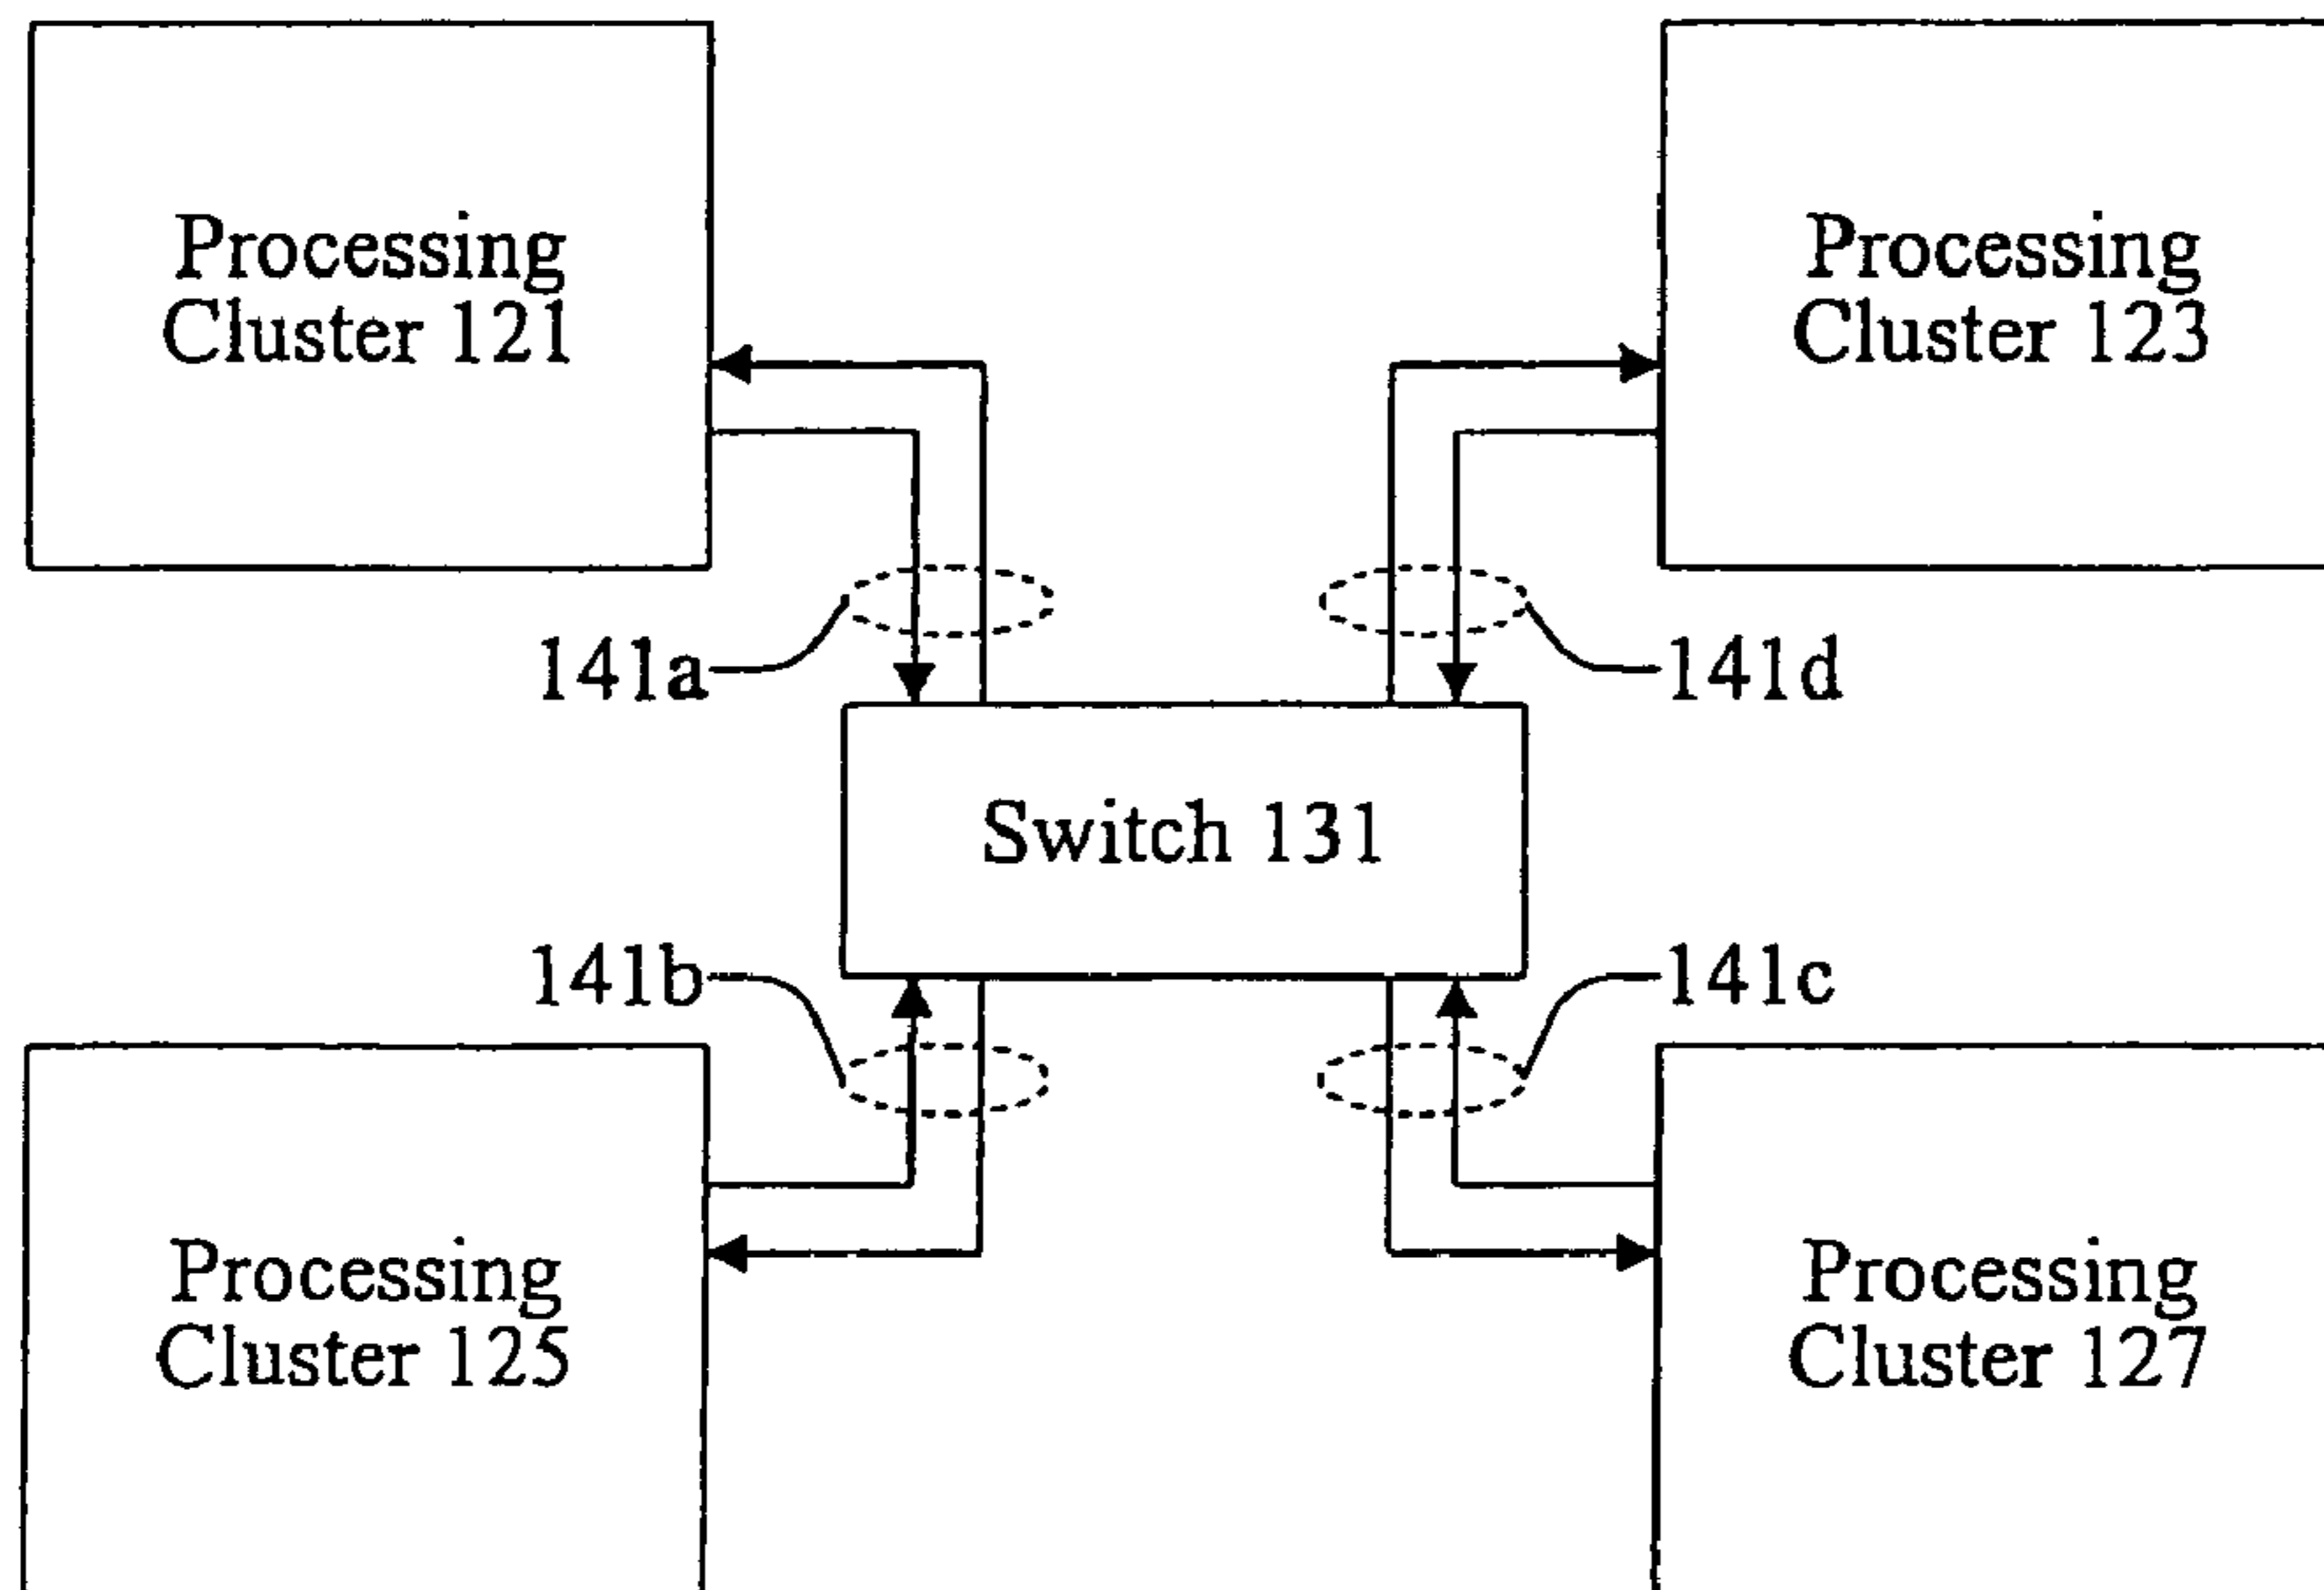 Processing
Cluster 121
Processing
Cluster 123
141a
141d
Switch 131
141b
141c
Processing
Cluster 125
Processing
Cluster 127